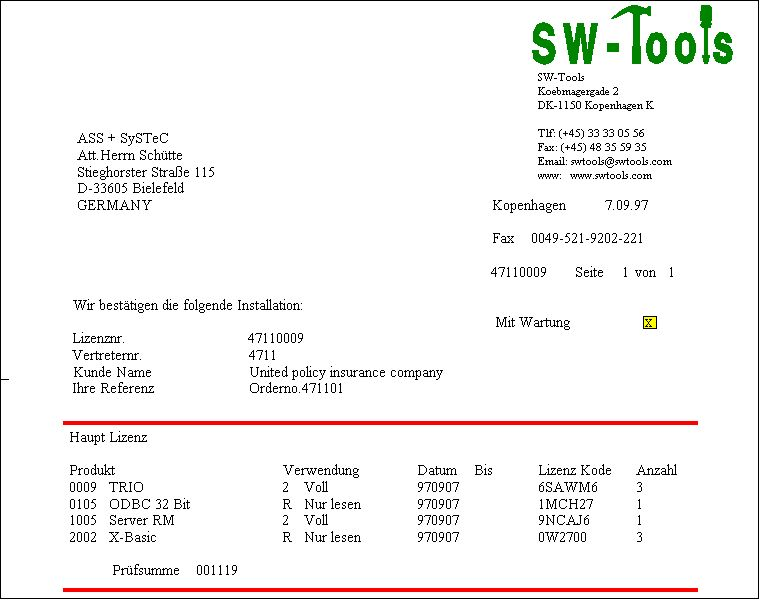 SW-Tools
SW-Tools
Koebmagergade 2
DK-1150 Kopenhagen K
Tlf: (+45) 33 33 05 56
Fax: (+45) 48 35 59 35
Email: swtools@swtools.com
www: www.swtools.com
ASS + SySTeC
Att.Herrn Schütte
Stieghorster Straße 115
D-33605 Bielefeld
GERMANY
Kopenhagen 7.09.97
Fax 0049-521-9202-221
47110009 Seite 1 von 1
Wir bestätigen die folgende Installation:
Mit Wartung X
Lizenznr. 47110009
Vertreternr. 4711
Kunde Name United policy insurance company
Ihre Referenz Orderno.471101
Haupt Lizenz
Produkt Verwendung Datum Bis Lizenz Kode Anzahl
0009 TRIO 2 Voll 970907 6SAWM6 3
0105 ODBC 32 Bit R Nur lesen 970907 1MCH27 1
1005 Server RM 2 Voll 970907 9NCAJ6 1
2002 X-Basic R Nur lesen 970907 0W2700 3
Prüfsumme 001119